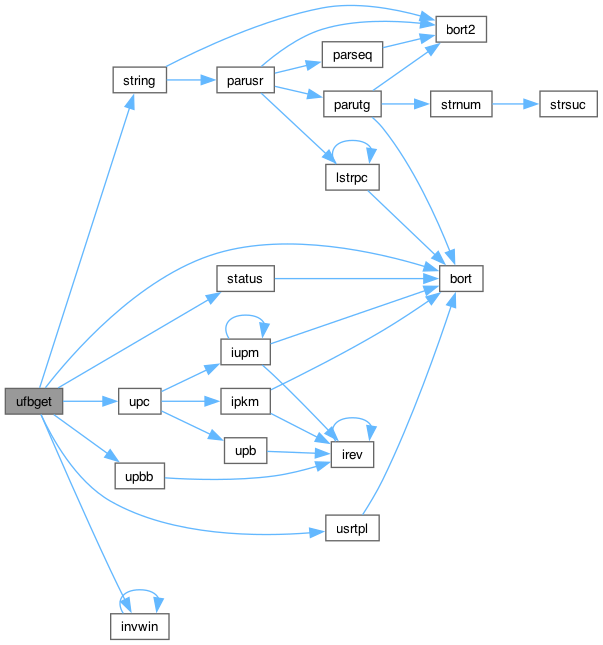 bort2
parseq
string
parusr
parutg
strnum
strsuc
lstrpc
status
bort
iupm
ufbget
upc
ipkm
upb
irev
upbb
usrtpl
invwin